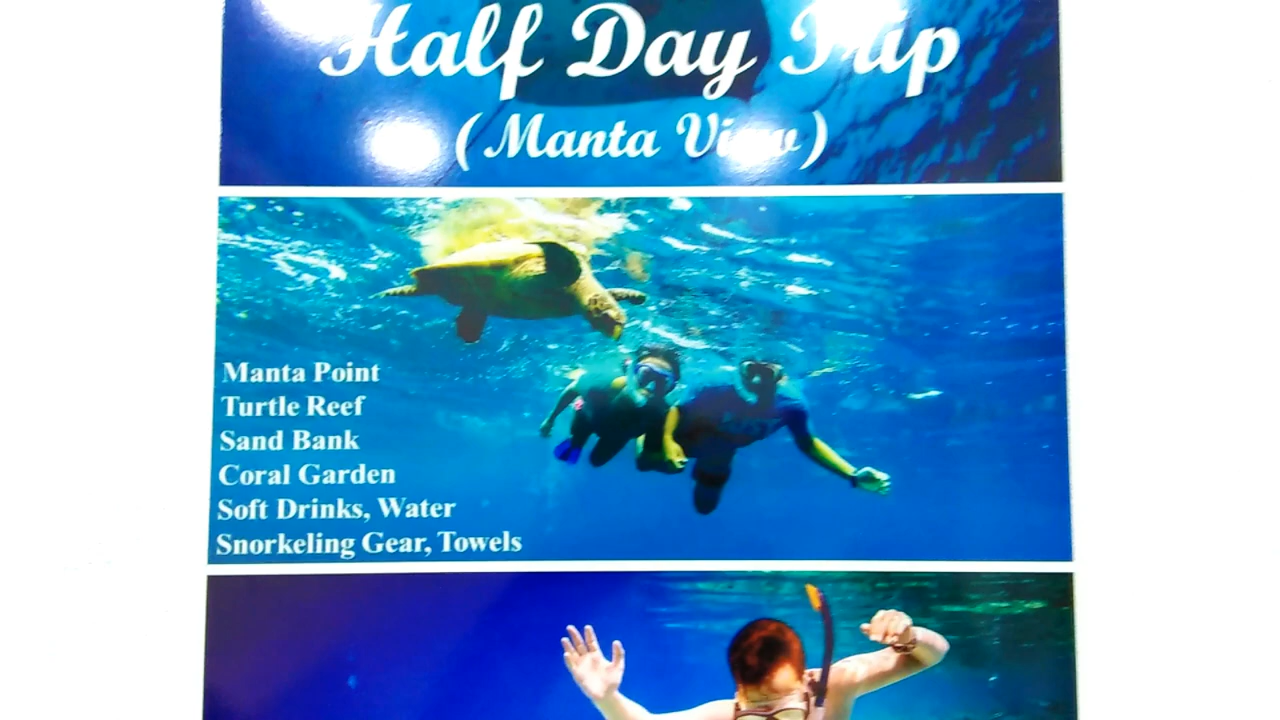 Half Day Trip
(Manta View)
Manta Point
Turtle Reef
Sand Bank
Coral Garden
Soft Drinks, Water
Snorkeling Gear, Towels